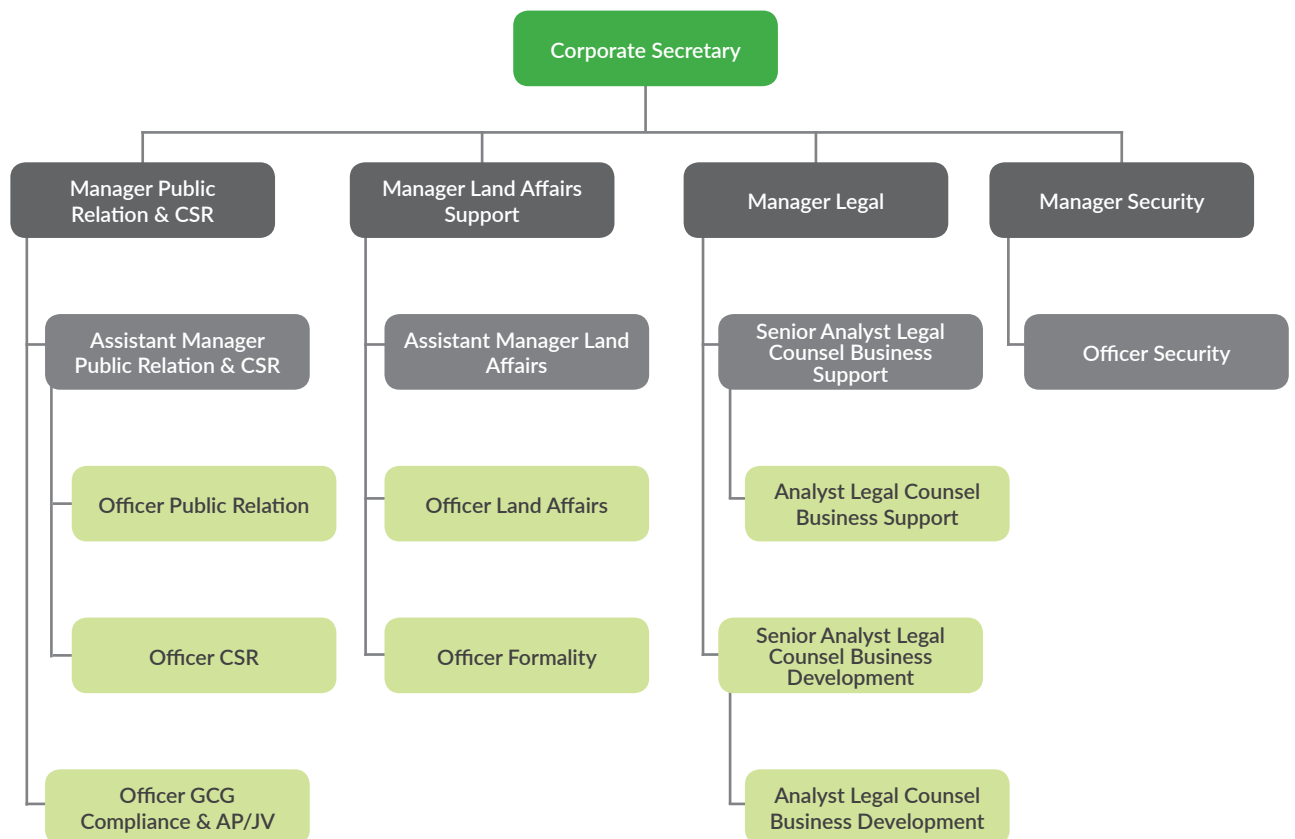 Corporate Secretary
Manager Public
Relation & CSR
Manager Land Affairs
Support
Manager Legal
Manager Security
Assistant Manager
Public Relation & CSR
Assistant Manager Land
Affairs
Senior Analyst Legal
Counsel Business
Support
Officer Security
Officer Public Relation
Officer Land Affairs
Analyst Legal Counsel
Business Support
Officer CSR
Officer Formality
Senior Analyst Legal
Counsel Business
Development
Officer GCG
Compliance & AP/JV
Analyst Legal Counsel
Business Development